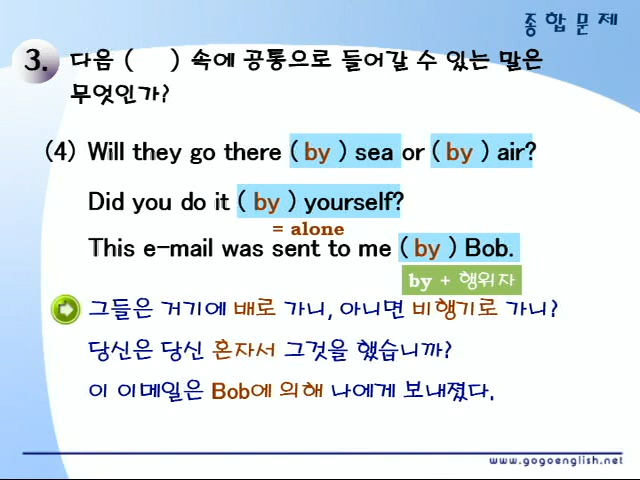 종합문제
3. 다음 (    ) 속에 공통으로 들어갈 수 있는 말은
무엇인가?
(4) Will they go there ( by ) sea or ( by ) air?
Did you do it ( by ) yourself?
= alone
This e-mail was sent to me ( by ) Bob.
by + 행위자
그들은 거기에 배로 가니, 아니면 비행기로 가니?
당신은 당신 혼자서 그것을 했습니까?
이 이메일은 Bob에 의해 나에게 보내졌다.
www.gogoenglish.net